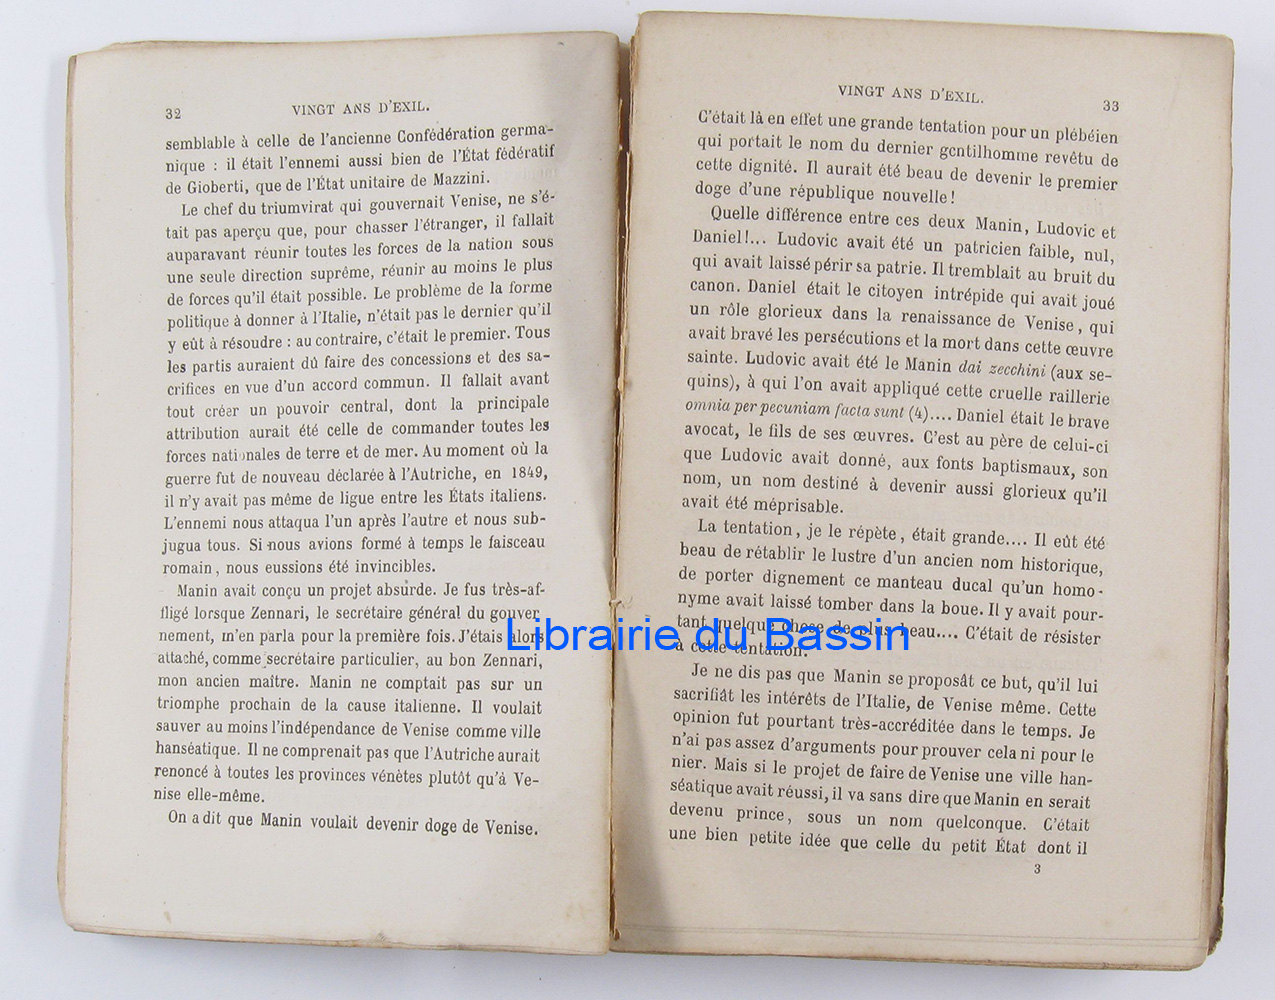 32
VINGT ANS D'EXIL.
semblable à celle de l'ancienne Confédération germa-
nique : il était l'ennemi aussi bien de l'État fédératif
de Gioberti, que de l'État unitaire de Mazzini.
Le chef du triumvirat qui gouvernait Venise, ne s'é-
tait pas aperçu que, pour chasser l'étranger, il fallait
auparavant réunir toutes les forces de la nation sous
une seule direction suprême, réunir au moins le plus
de forces qu'il était possible. Le problème de la forme
politique à donner à l'Italie, n'était pas le dernier qu'il
y eût à résoudre : au contraire, c'était le premier. Tous
les partis auraient dû faire des concessions et des sa-
crifices en vue d'un accord commun. Il fallait avant
tout créer un pouvoir central, dont la principale
attribution aurait été celle de commander toutes les
forces nationales de terre et de mer. Au moment où la
guerre fut de nouveau déclarée à l'Autriche, en 1849,
il n'y avait pas même de ligue entre les États italiens.
L'ennemi nous attaqua l'un après l'autre et nous sub-
jugua tous. Si nous avions formé à temps le faisceau
romain, nous eussions été invincibles.
Manin avait conçu un projet absurde. Je fus très-af-
fligé lorsque Zennari, le secrétaire général du gouver
nement, m'en parla pour la première fois. J'étais alors
attaché, comme secrétaire particulier, au bon Zennari,
mon ancien maître. Manin ne comptait pas sur un
triomphe prochain de la cause italienne. Il voulait
sauver au moins l'indépendance de Venise comme ville
hanséatique. Il ne comprenait pas que l'Autriche aurait
renoncé à toutes les provinces vénètes plutôt qu'à Ve-
nise elle-même.
On a dit que Manin voulait devenir doge de Venise.
VINGT ANS D'EXIL.
33
C'était là en effet une grande tentation pour un plébéien
qui portait le nom du dernier gentilhomme revêtu de
cette dignité. Il aurait été beau de devenir le premier
doge d'une république nouvelle !
Quelle différence entre ces deux Manin, Ludovic et
Daniel!... Ludovic avait été un patricien faible, nul,
qui avait laissé périr sa patrie. Il tremblait au bruit du
canon. Daniel était le citoyen intrépide qui avait joué
un rôle glorieux dans la renaissance de Venise, qui
avait bravé les persécutions et la mort dans cette œuvre
sainte. Ludovic avait été le Manin dai zecchini (aux se-
quins), à qui l'on avait appliqué cette cruelle raillerie
omnia per pecuniam facta sunt (4).... Daniel était le brave
avocat, le fils de ses œuvres. C'est au père de celui-ci
que Ludovic avait donné, aux fonts baptismaux, son
nom, un nom destiné à devenir aussi glorieux qu'il
avait été méprisable.
La tentation, je le répète, était grande.... Il eût été
beau de rétablir le lustre d'un ancien nom historique,
de porter dignement ce manteau ducal qu'un homo-
nyme avait laissé tomber dans la boue. Il y avait pour-
tant quelque chose de plus beau.... C'était de résister
à cette tentation.
Je ne dis pas que Manin se proposât ce but, qu'il lui
sacrifiât les intérêts de l'Italie, de Venise même. Cette
opinion fut pourtant très-accréditée dans le temps. Je
n'ai pas assez d'arguments pour prouver cela ni pour le
nier. Mais si le projet de faire de Venise une ville han-
séatique avait réussi, il va sans dire que Manin en serait
devenu prince, sous un nom quelconque. C'était
une bien petite idée que celle du petit État dont il
3
Librairie du Bassin